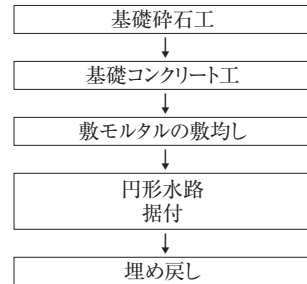 基礎砕石工
基礎コンクリート工
敷モルタルの敷均し
円形水路
据付
埋め戻し